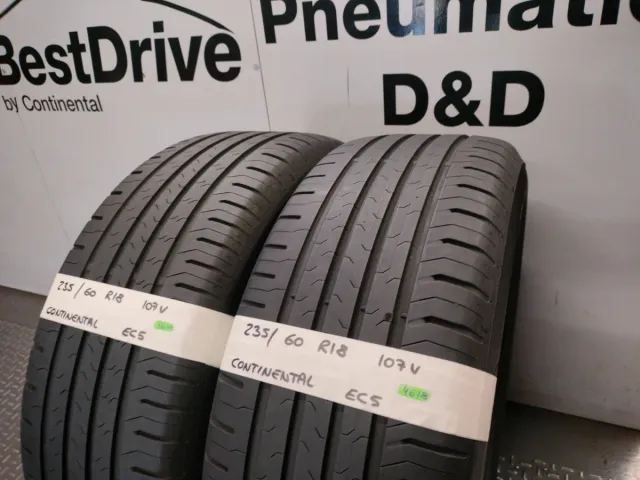 BestDrive
by Continental
Pneumatic
D&D
235/60 R18 107V
CONTINENTAL EC5
235/60 R18 107V
CONTINENTAL EC5